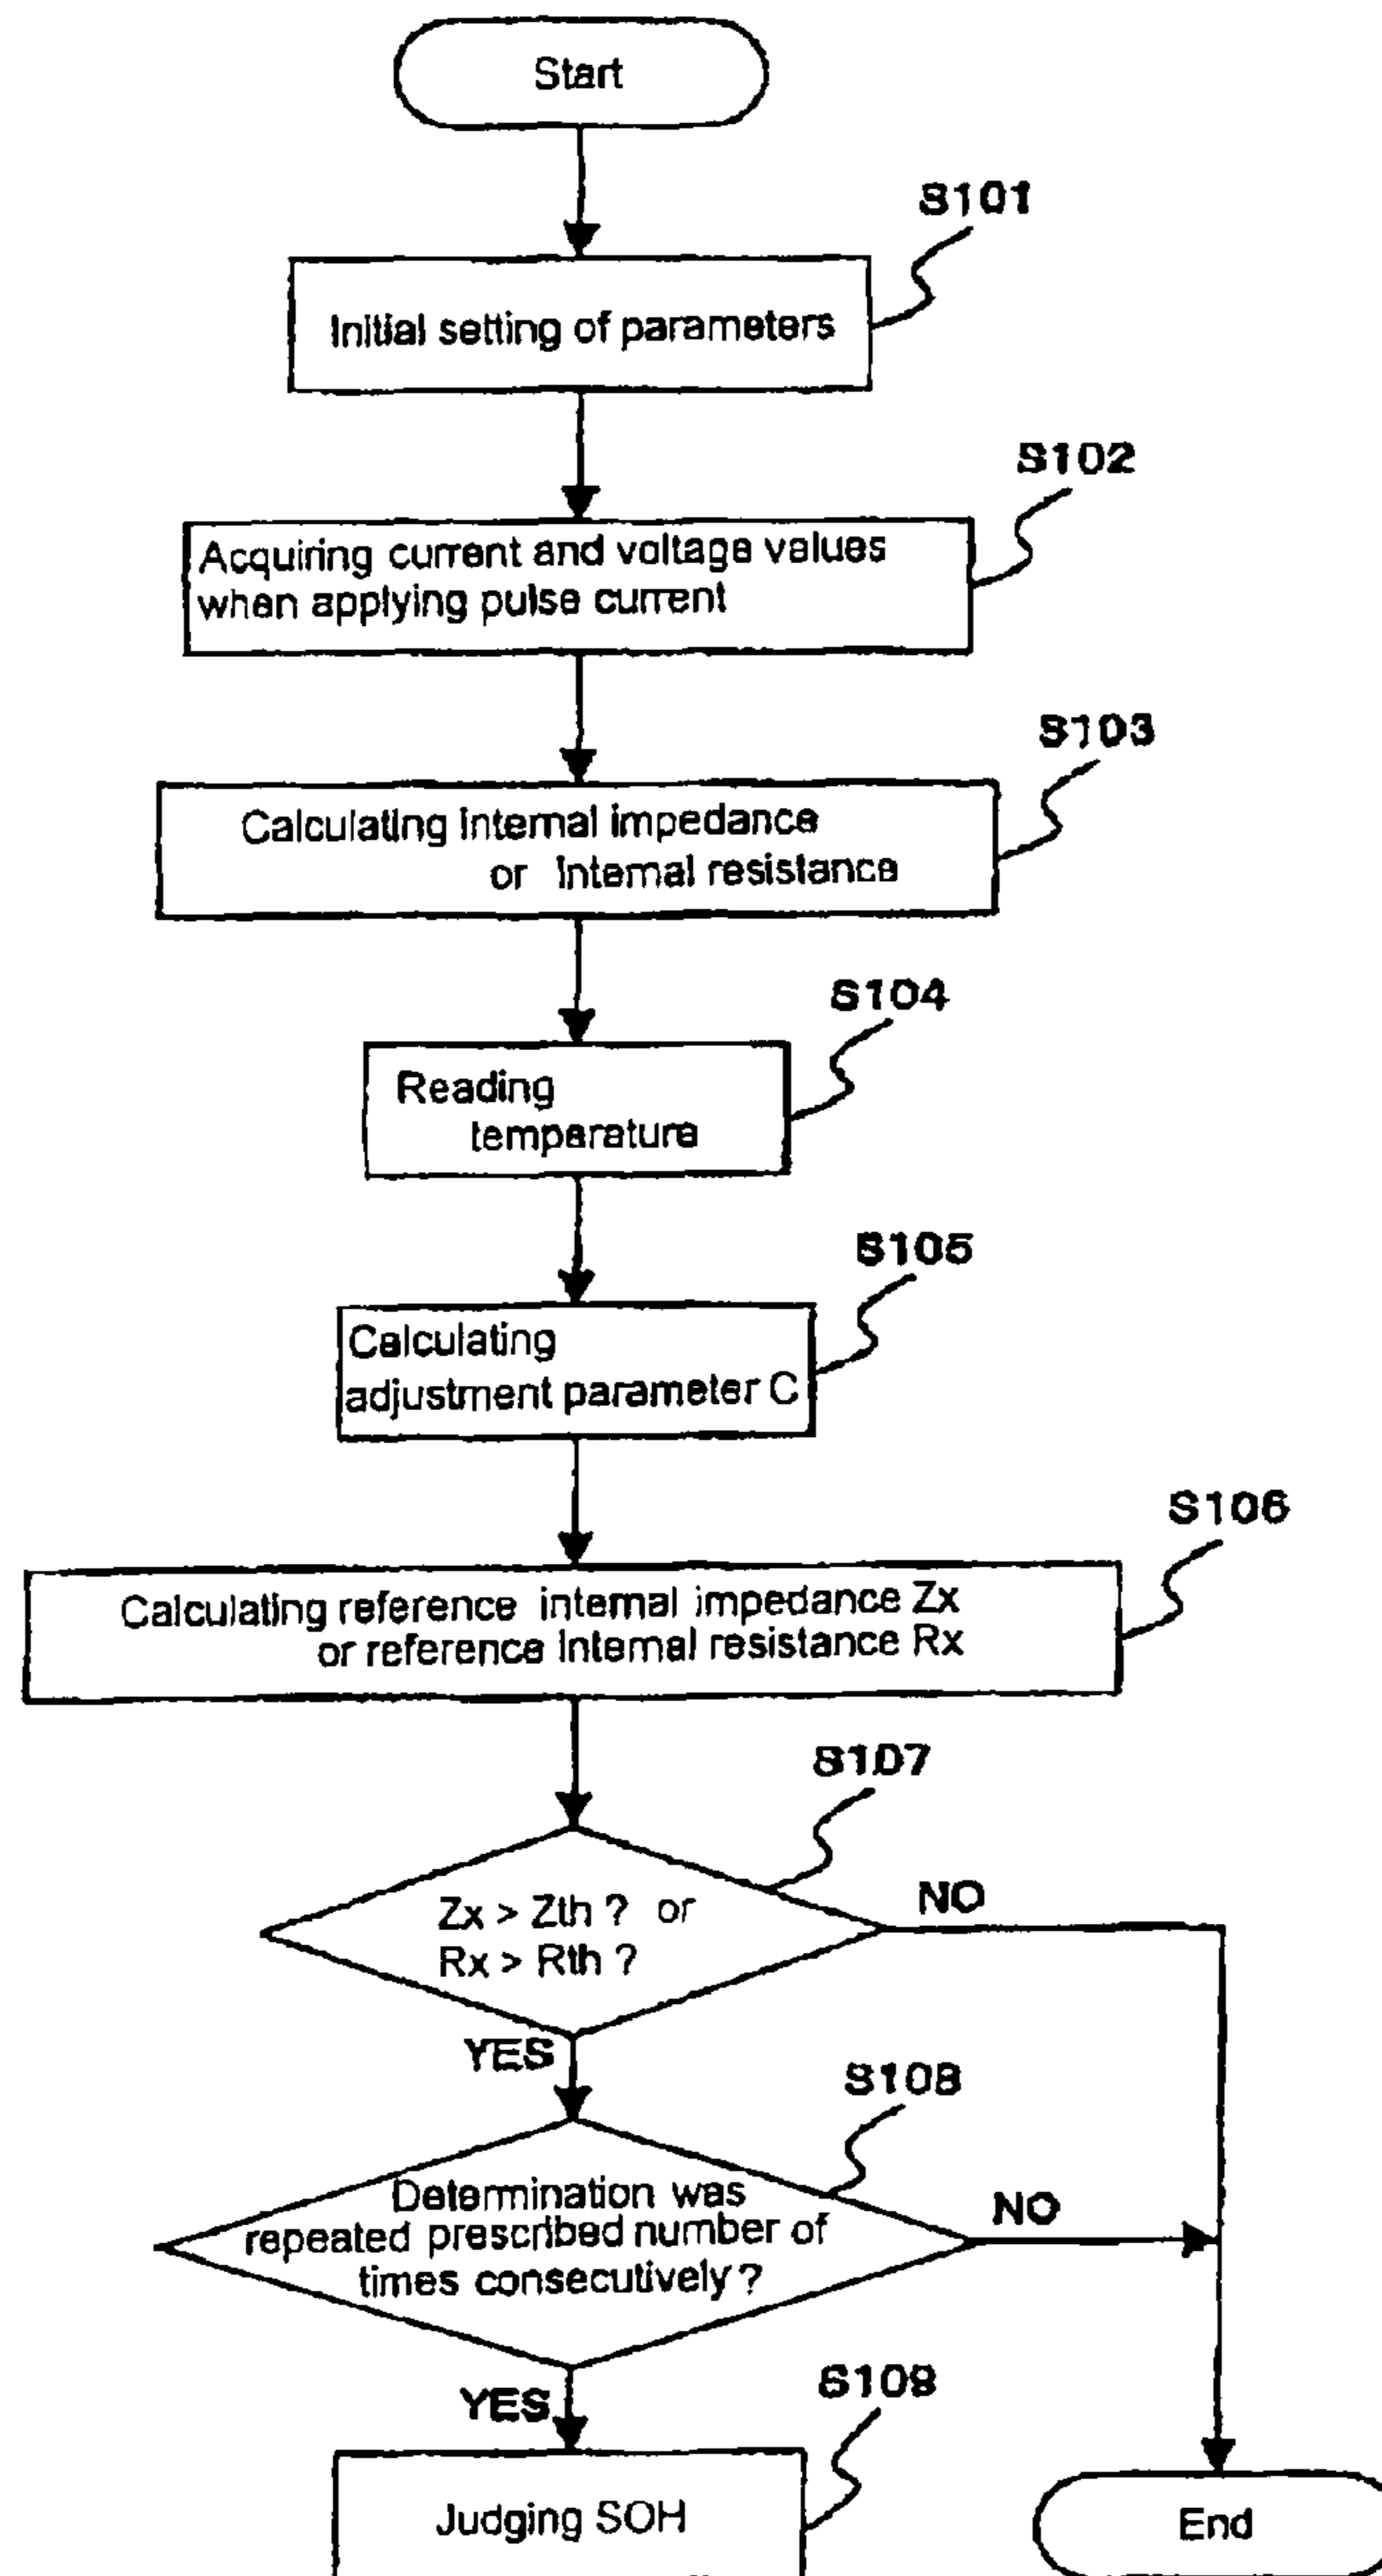 Start
S101
Initial setting of parameters
S102
Acquiring current and voltage values
when applying pulse current
S103
Calculating Internal impedance
or Internal resistance
S104
Reading
temperature
S105
Calculating
adjustment parameter C
S106
Calculating reference internal impedance Zx
or reference Internal resistance Rx
S107
Zx > Zth ? or
Rx > Rth ?
NO
YES
S108
Determination was
repeated prescribed number of
times consecutively ?
NO
YES
S109
Judging SOH
End